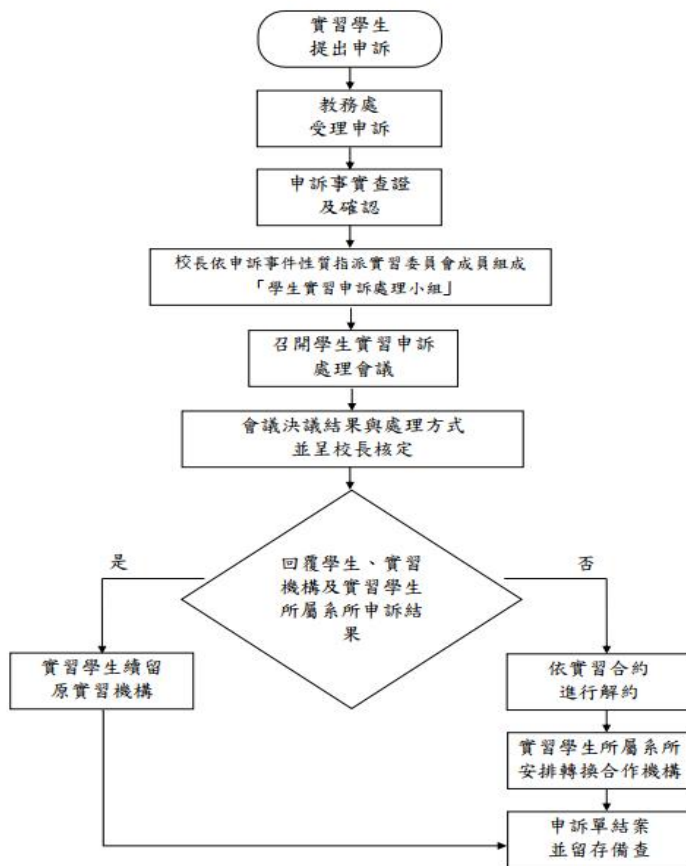 實習學生
提出申訴
教務處
受理申訴
申訴事實查證
及確認
校長依申訴事件性質指派實習委員會成員組成
「學生實習申訴處理小組」
召開學生實習申訴
處理會議
會議決議結果與處理方式
並呈校長核定
回覆學生、實習
機構及實習學生
所屬系所申訴結
果
是
否
實習學生續留
原實習機構
依實習合約
進行解約
實習學生所屬系所
安排轉換合作機構
申訴單結案
並留存備查